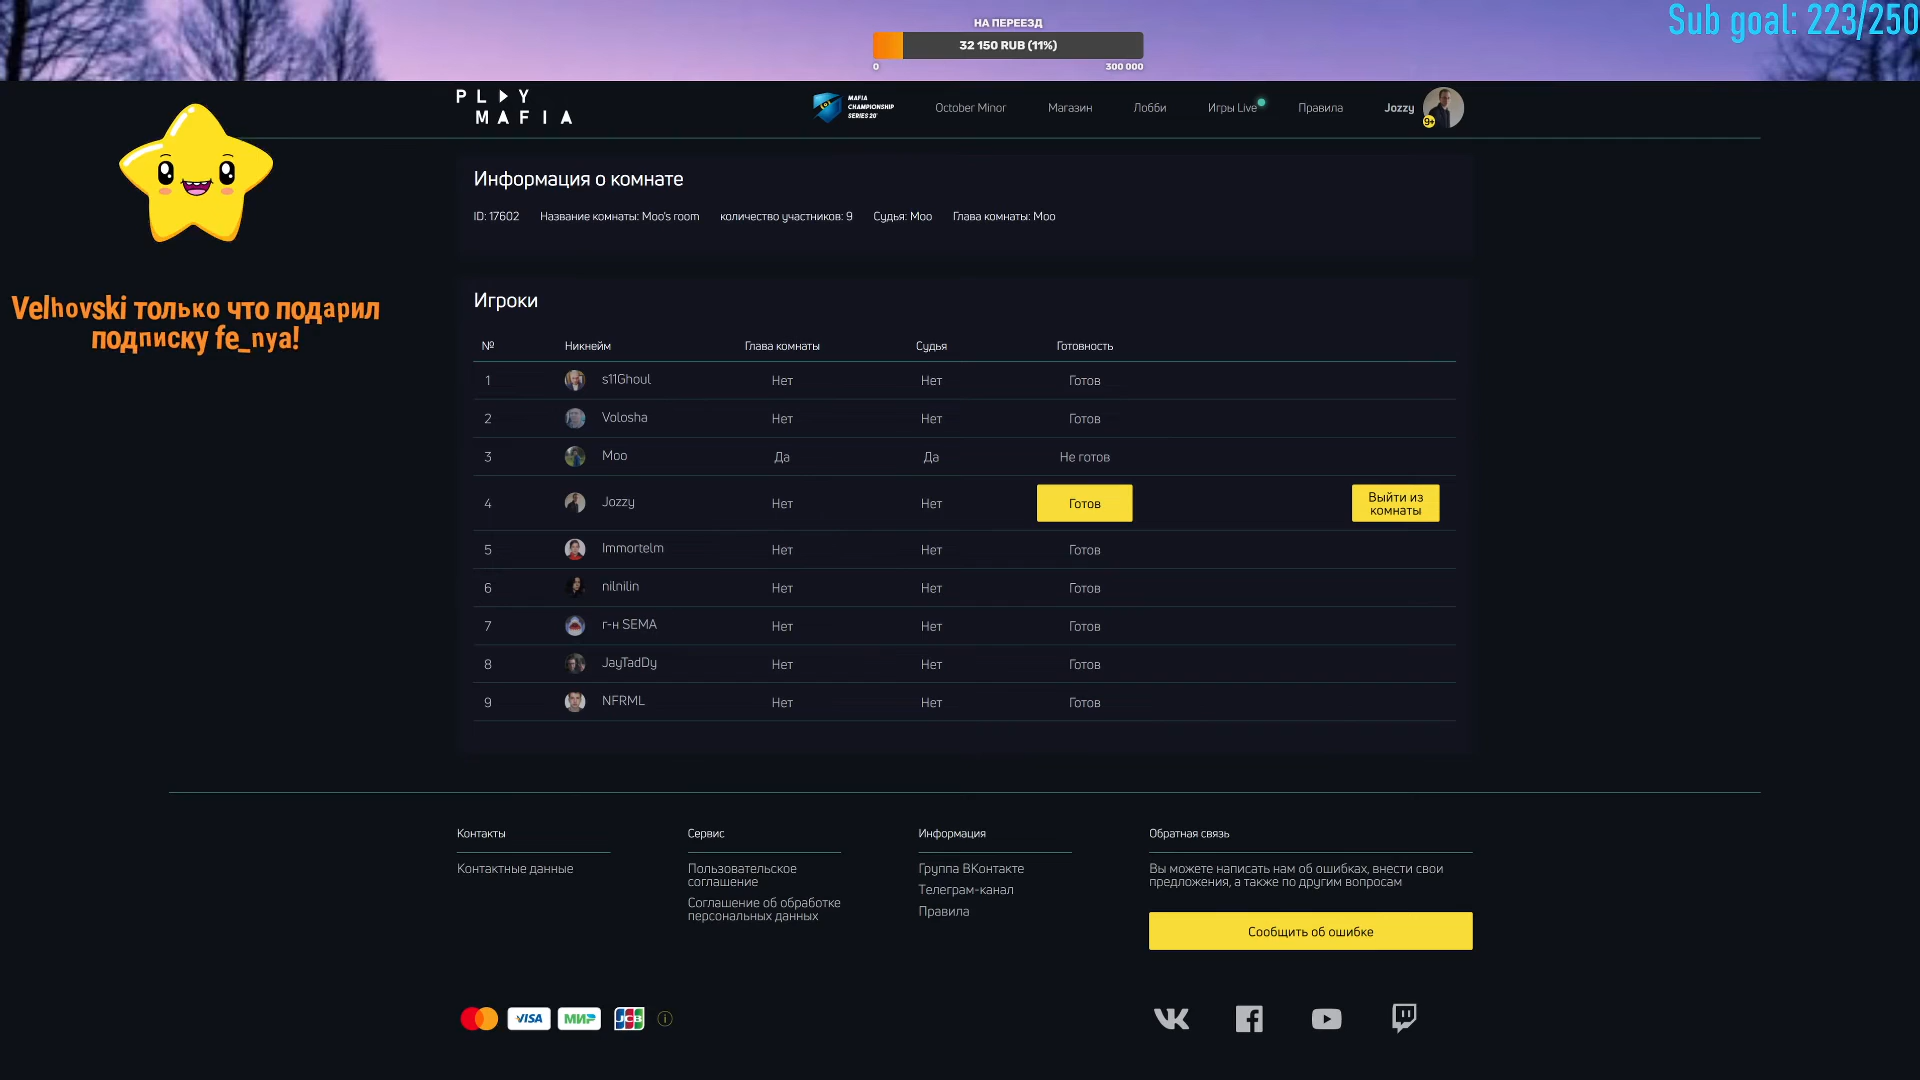 НА ПЕРЕЕЗД
32 150 RUB (11%)
0 300 000
Sub goal: 223/250
PLAY
MAFIA
MAFIA
CHAMPIONSHIP
SERIES 20'
October Minor Магазин Лобби Игры Live Правила Jozzy
9+
Информация о комнате
ID: 17602 Название комнаты: Moo's room количество участников: 9 Судья: Moo Глава комнаты: Moo
Velhovski только что подарил
подписку fe_nya!
Игроки
№ Никнейм Глава комнаты Судья Готовность
1 s11Ghoul Нет Нет Готов
2 Volosha Нет Нет Готов
3 Moo Да Да Не готов
4 Jozzy Нет Нет Готов Выйти из
комнаты
5 Immortelm Нет Нет Готов
6 nilnilin Нет Нет Готов
7 г-н SEMA Нет Нет Готов
8 JayTadDy Нет Нет Готов
9 NFRML Нет Нет Готов
Контакты
Контактные данные
Сервис
Пользовательское
соглашение
Соглашение об обработке
персональных данных
Информация
Группа ВКонтакте
Телеграм-канал
Правила
Обратная связь
Вы можете написать нам об ошибках, внести свои
предложения, а также по другим вопросам
Сообщить об ошибке
VISA МИР JCB